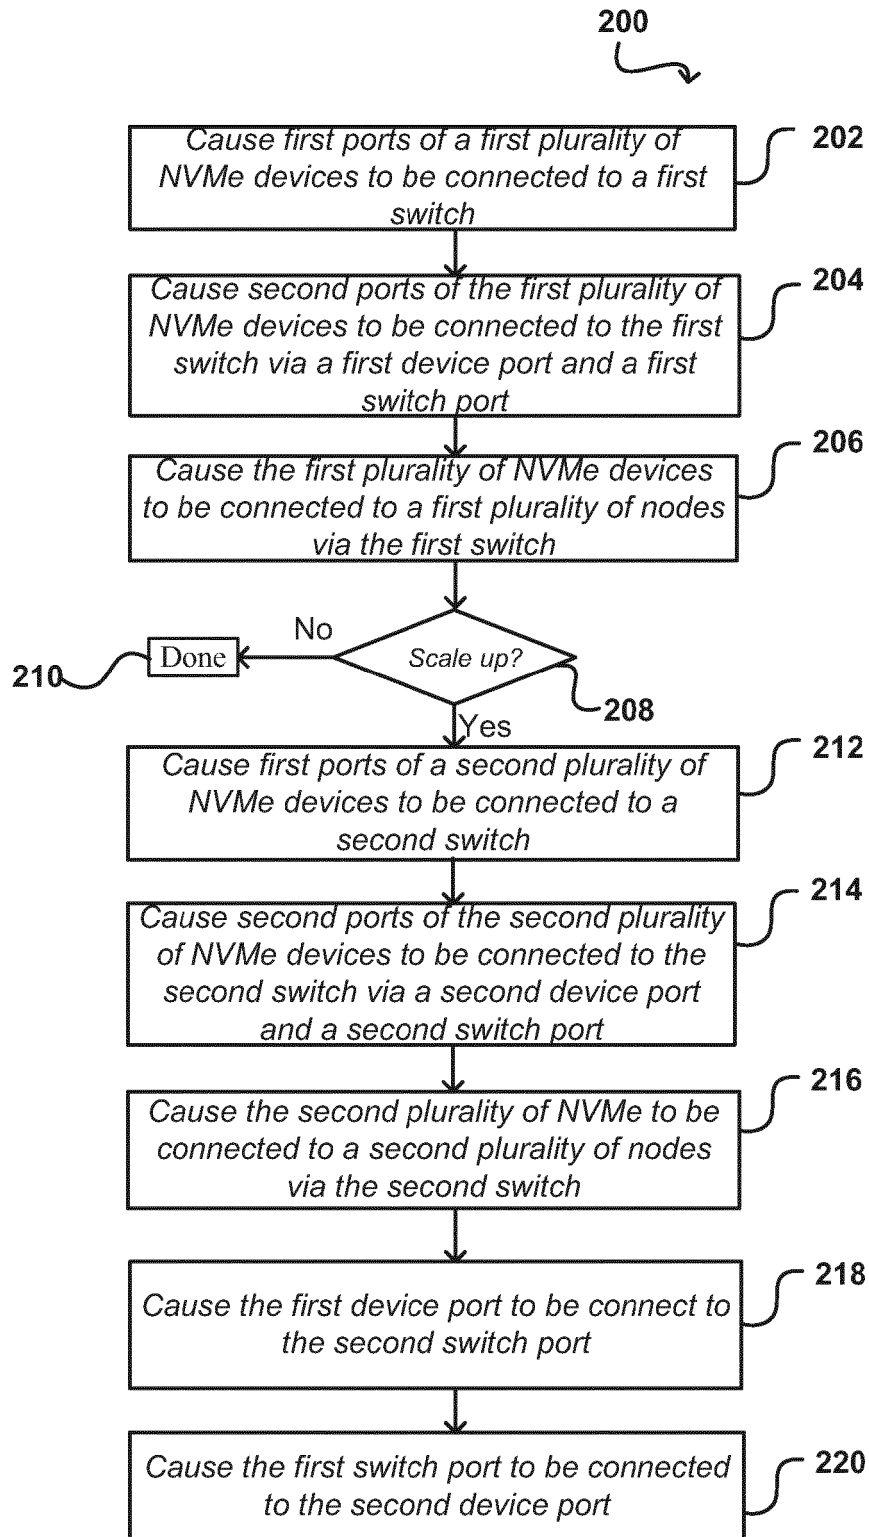 200
Cause first ports of a first plurality of
NVMe devices to be connected to a first
switch
202
Cause second ports of the first plurality of
NVMe devices to be connected to the first
switch via a first device port and a first
switch port
204
Cause the first plurality of NVMe devices
to be connected to a first plurality of nodes
via the first switch
206
No
Done
Scale up?
210
208
Yes
Cause first ports of a second plurality of
NVMe devices to be connected to a
second switch
212
Cause second ports of the second plurality
of NVMe devices to be connected to the
second switch via a second device port
and a second switch port
214
Cause the second plurality of NVMe to be
connected to a second plurality of nodes
via the second switch
216
Cause the first device port to be connect to
the second switch port
218
Cause the first switch port to be connected
to the second device port
220